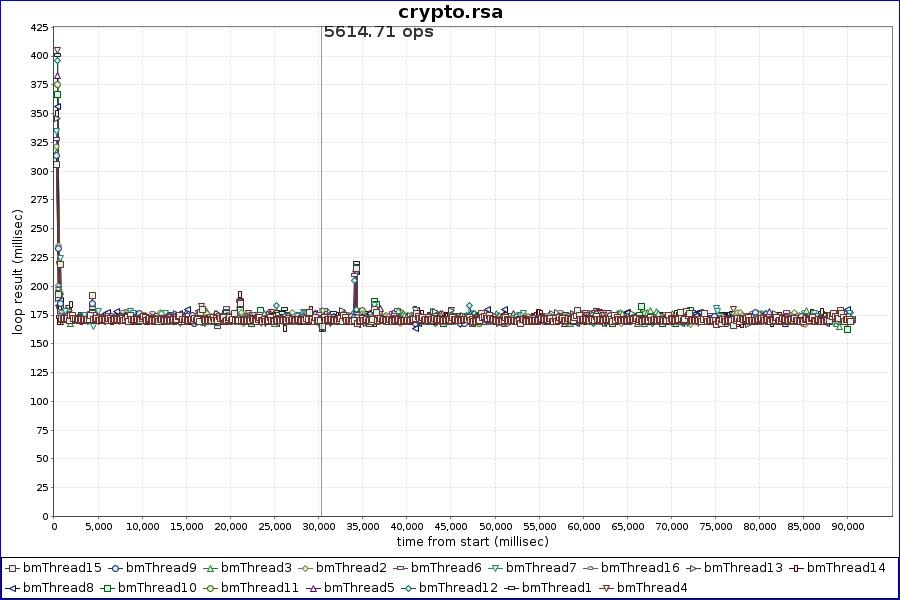 crypto.rsa
5614.71 ops
425
400
375
350
325
300
275
250
225
200
175
150
125
100
75
50
25
0
loop result (millisec)
0 5,000 10,000 15,000 20,000 25,000 30,000 35,000 40,000 45,000 50,000 55,000 60,000 65,000 70,000 75,000 80,000 85,000 90,000
time from start (millisec)
bmThread15 bmThread9 bmThread3 bmThread2 bmThread6 bmThread7 bmThread16 bmThread13 bmThread14
bmThread8 bmThread10 bmThread11 bmThread5 bmThread12 bmThread1 bmThread4